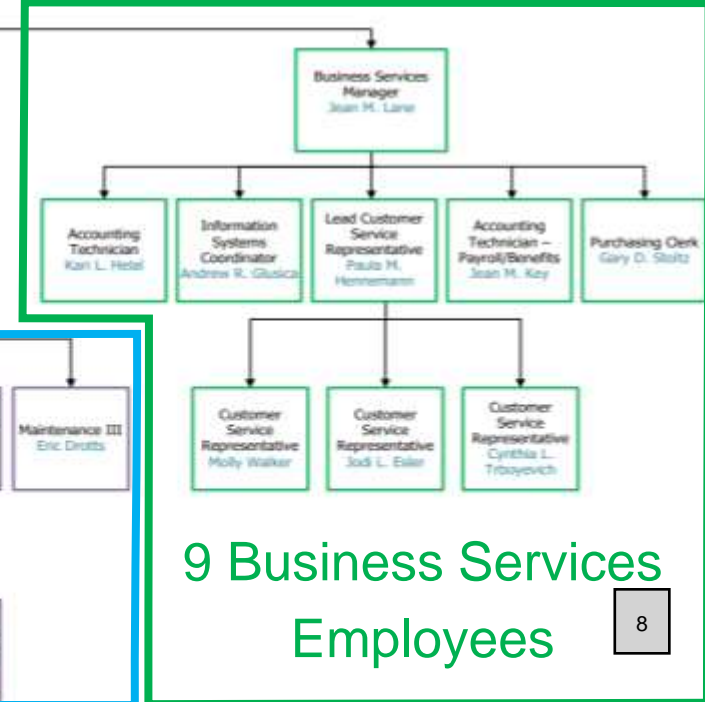 Business Services
Manager
Jean M. Lane
Accounting
Technician
Kari L. Helal
Information
Systems
Coordinator
Andrew R. Glusica
Lead Customer
Service
Representative
Paula M.
Hennemann
Accounting
Technician –
Payroll/Benefits
Jean M. Key
Purchasing Clerk
Gary D. Stoltz
Maintenance III
Eric Drotts
Customer
Service
Representative
Molly Walker
Customer
Service
Representative
Jodi L.
Customer
Service
Representative
Cynthia L.
Trboyevich
9 Business Services
Employees
8